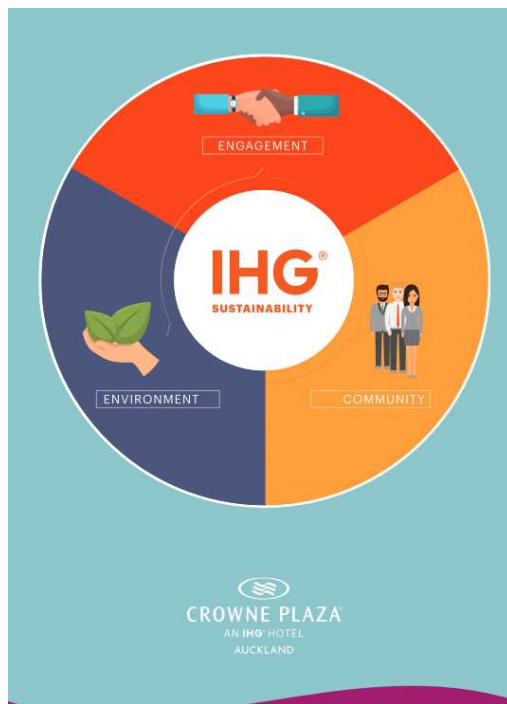 ENGAGEMENT
IHG®
SUSTAINABILITY
ENVIRONMENT
COMMUNITY
CROWNE PLAZA
AN IHG® HOTEL
AUCKLAND